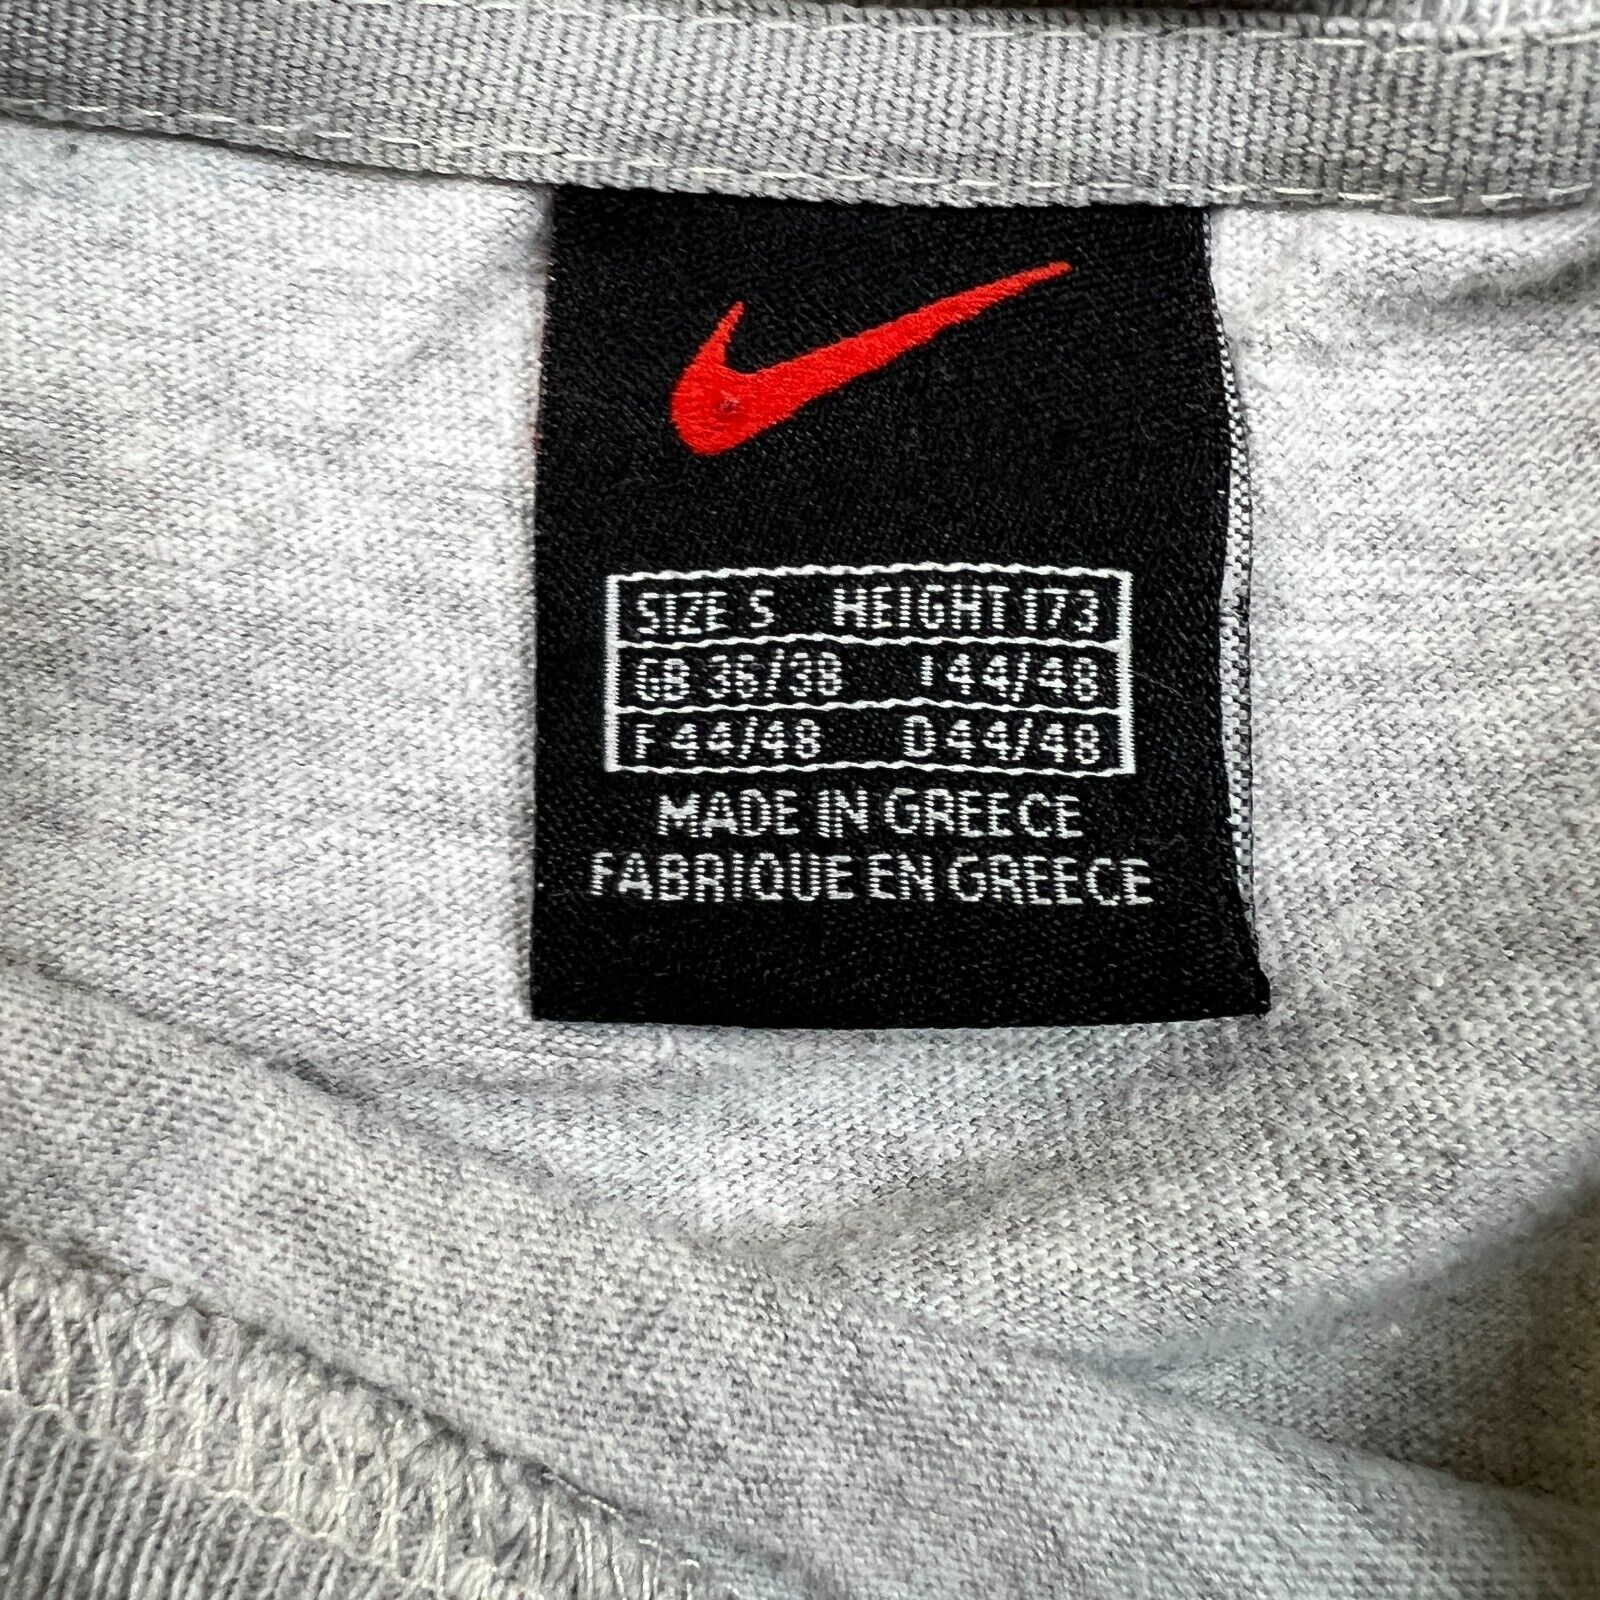 SIZE S HEIGHT 173
GB 36/38 I 44/48
F 44/48 D 44/48
MADE IN GREECE
FABRIQUE EN GREECE